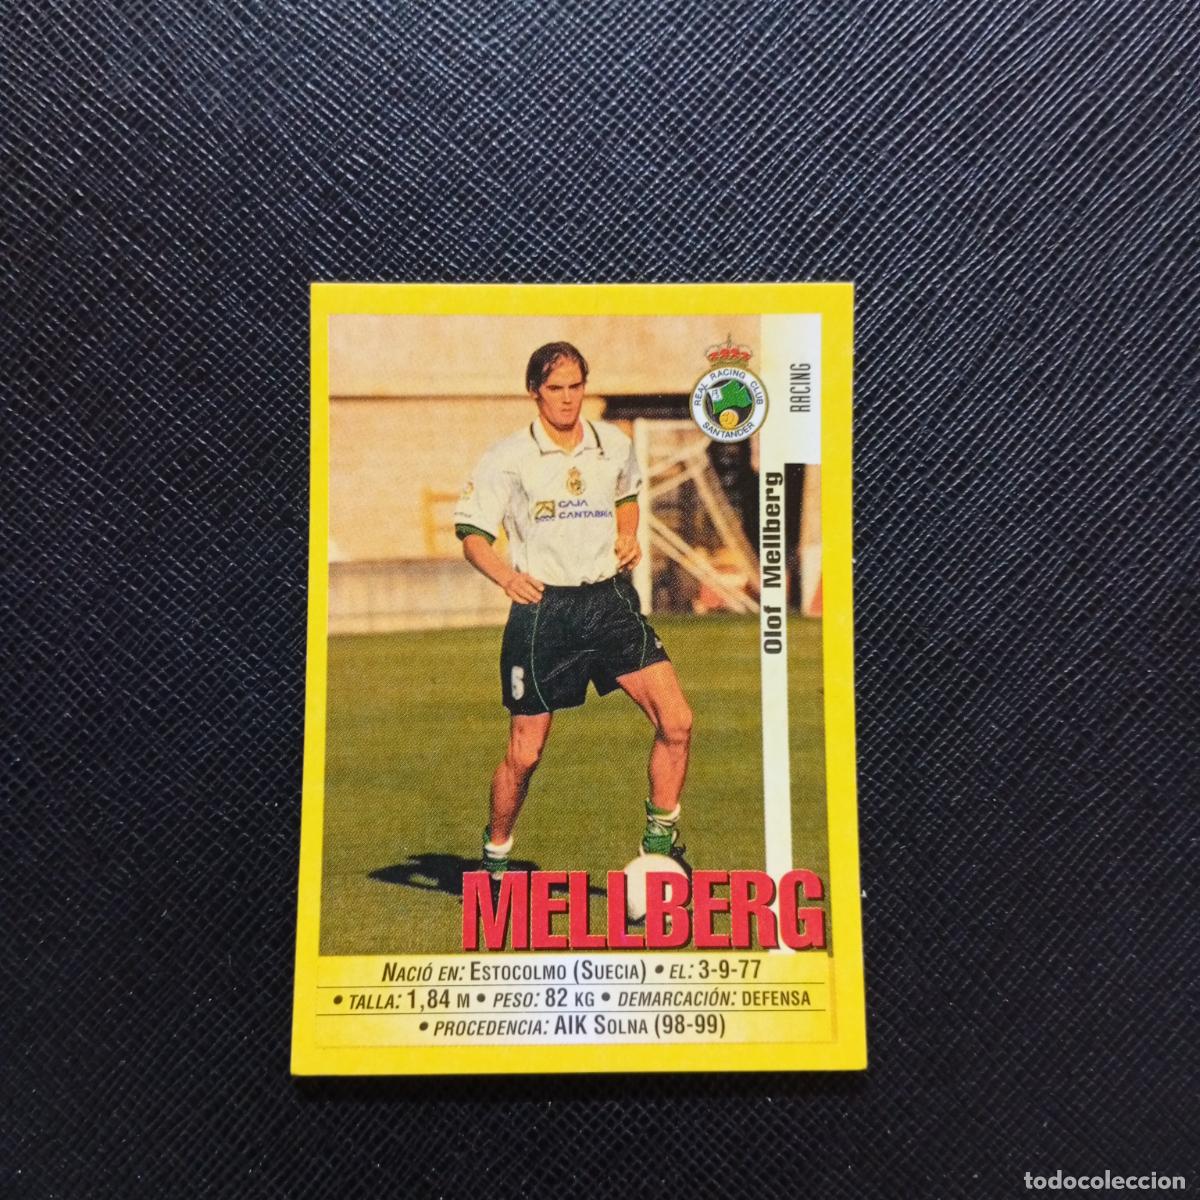 REAL RACING CLUB
SANTANDER
RACING
Olof Mellberg
CAJA
CANTABRIA
6
MELLBERG
NACIÓ EN: ESTOCOLMO (SUECIA) • EL: 3-9-77
• TALLA: 1,84 M • PESO: 82 KG • DEMARCACIÓN: DEFENSA
• PROCEDENCIA: AIK SOLNA (98-99)
todocoleccion